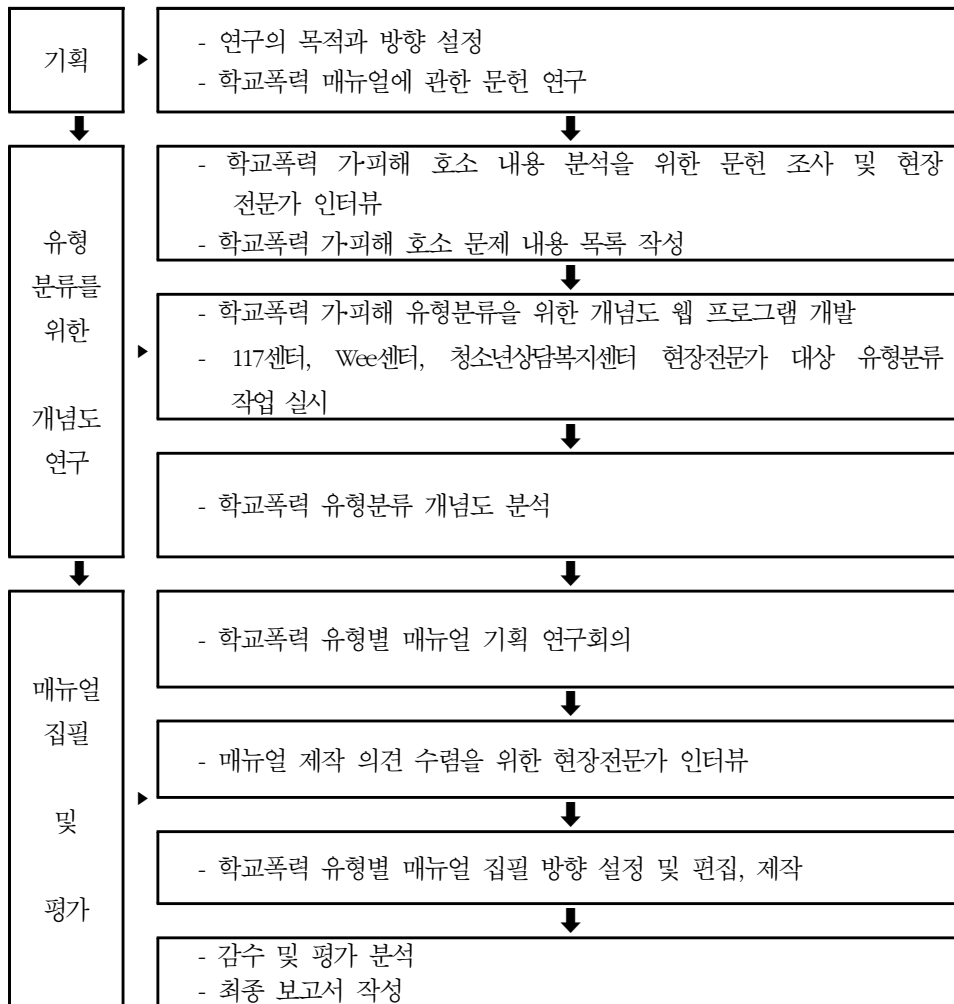 기획
- 연구의 목적과 방향 설정
- 학교폭력 매뉴얼에 관한 문헌 연구
유형
분류를
위한
개념도
연구
- 학교폭력 가·피해 호소 내용 분석을 위한 문헌 조사 및 현장
전문가 인터뷰
- 학교폭력 가·피해 호소 문제 내용 목록 작성
- 학교폭력 가·피해 유형분류을 위한 개념도 웹 프로그램 개발
- 117센터, Wee센터, 청소년상담복지센터 현장전문가 대상 유형분류
작업 실시
- 학교폭력 유형분류 개념도 분석
매뉴얼
집필
및
평가
- 학교폭력 유형별 매뉴얼 기획 연구회의
- 매뉴얼 제작 의견 수렴을 위한 현장전문가 인터뷰
- 학교폭력 유형별 매뉴얼 집필 방향 설정 및 편집, 제작
- 감수 및 평가 분석
- 최종 보고서 작성